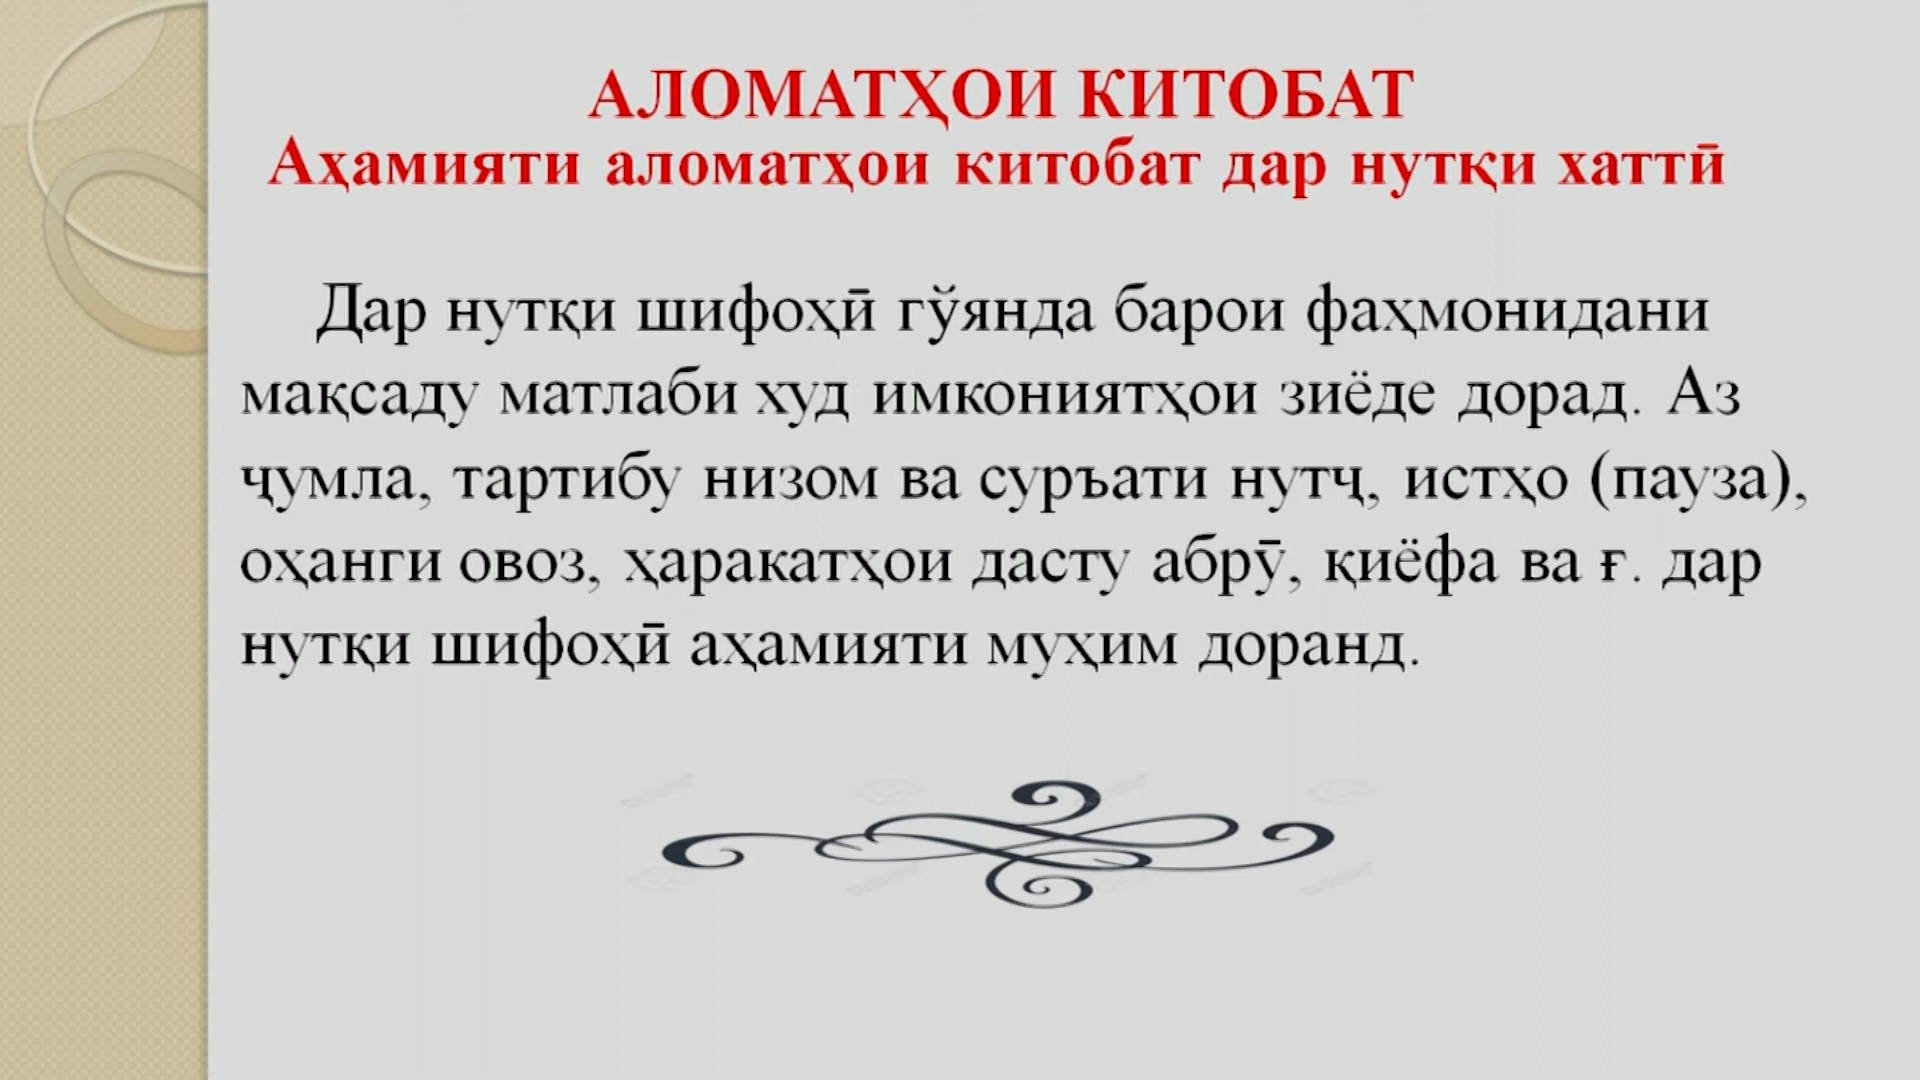 АЛОМАТҲОИ КИТОБАТ
Аҳамияти аломатҳои китобат дар нутқи хаттӣ
Дар нутқи шифоҳӣ гўянда барои фаҳмонидани
мақсаду матлаби худ имкониятҳои зиёде дорад. Аз
ҷумла, тартибу низом ва суръати нутҷ, истҳо (пауза),
оҳанги овоз, ҳаракатҳои дасту абрӯ, қиёфа ва ғ. дар
нутқи шифоҳӣ аҳамияти муҳим доранд.